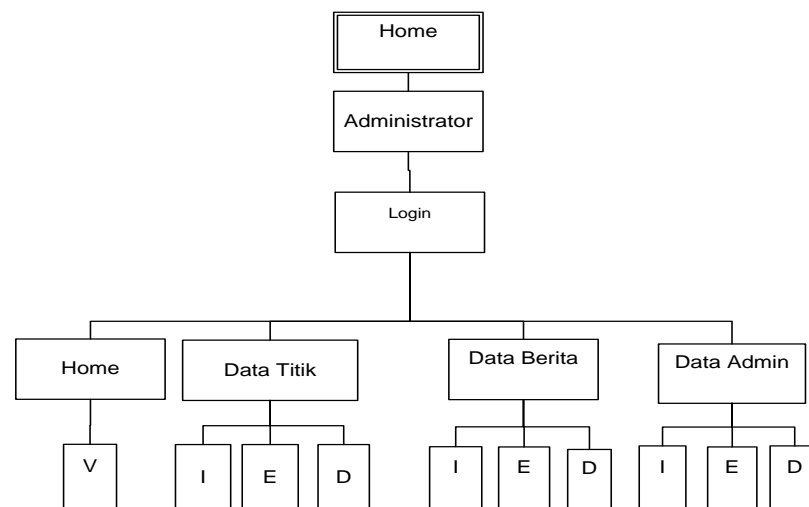 Home
Administrator
Login
Home
Data Titik
Data Berita
Data Admin
V
I
E
D
I
E
D
I
E
D